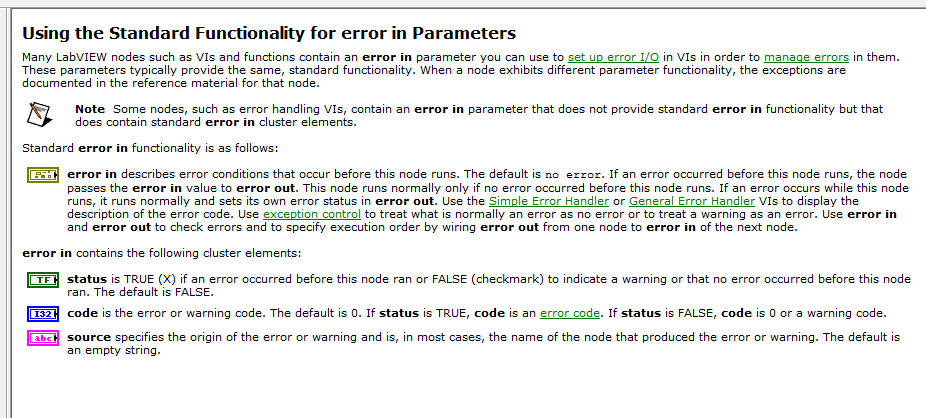 Using the Standard Functionality for error in Parameters
Many LabVIEW nodes such as VIs and functions contain an error in parameter you can use to set up error I/O in VIs in order to manage errors in them.
These parameters typically provide the same, standard functionality. When a node exhibits different parameter functionality, the exceptions are
documented in the reference material for that node.
Note Some nodes, such as error handling VIs, contain an error in parameter that does not provide standard error in functionality but that
does contain standard error in cluster elements.
Standard error in functionality is as follows:
error in describes error conditions that occur before this node runs. The default is no error. If an error occurred before this node runs, the node
passes the error in value to error out. This node runs normally only if no error occurred before this node runs. If an error occurs while this node
runs, it runs normally and sets its own error status in error out. Use the Simple Error Handler or General Error Handler VIs to display the
description of the error code. Use exception control to treat what is normally an error as no error or to treat a warning as an error. Use error in
and error out to check errors and to specify execution order by wiring error out from one node to error in of the next node.
error in contains the following cluster elements:
TF status is TRUE (X) if an error occurred before this node ran or FALSE (checkmark) to indicate a warning or that no error occurred before this node
ran. The default is FALSE.
I32 code is the error or warning code. The default is 0. If status is TRUE, code is an error code. If status is FALSE, code is 0 or a warning code.
abc source specifies the origin of the error or warning and is, in most cases, the name of the node that produced the error or warning. The default is
an empty string.